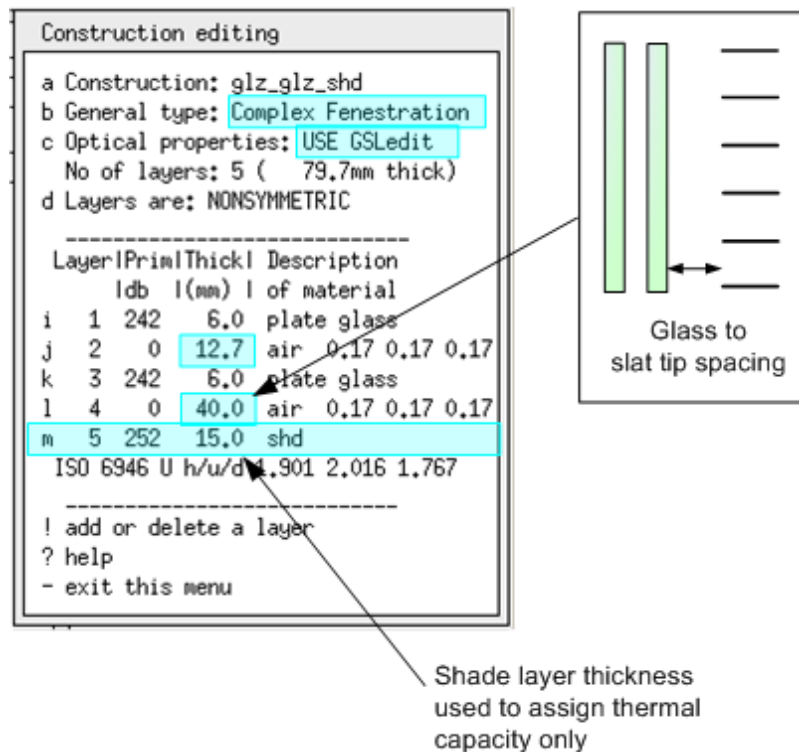 Construction editing
a Construction: glz_glz_shd
b General type: Complex Fenestration
c Optical properties: USE GSLedit
No of layers: 5 ( 79.7mm thick)
d Layers are: NONSYMMETRIC
Layer|Prim|Thick| Description
|db |(mm) | of material
i 1 242 6.0 plate glass
j 2 0 12.7 air 0.17 0.17 0.17
k 3 242 6.0 plate glass
l 4 0 40.0 air 0.17 0.17 0.17
m 5 252 15.0 shd
ISO 6946 U h/u/d 1.901 2.016 1.767
! add or delete a layer
? help
- exit this menu
Glass to
slat tip spacing
Shade layer thickness
used to assign thermal
capacity only